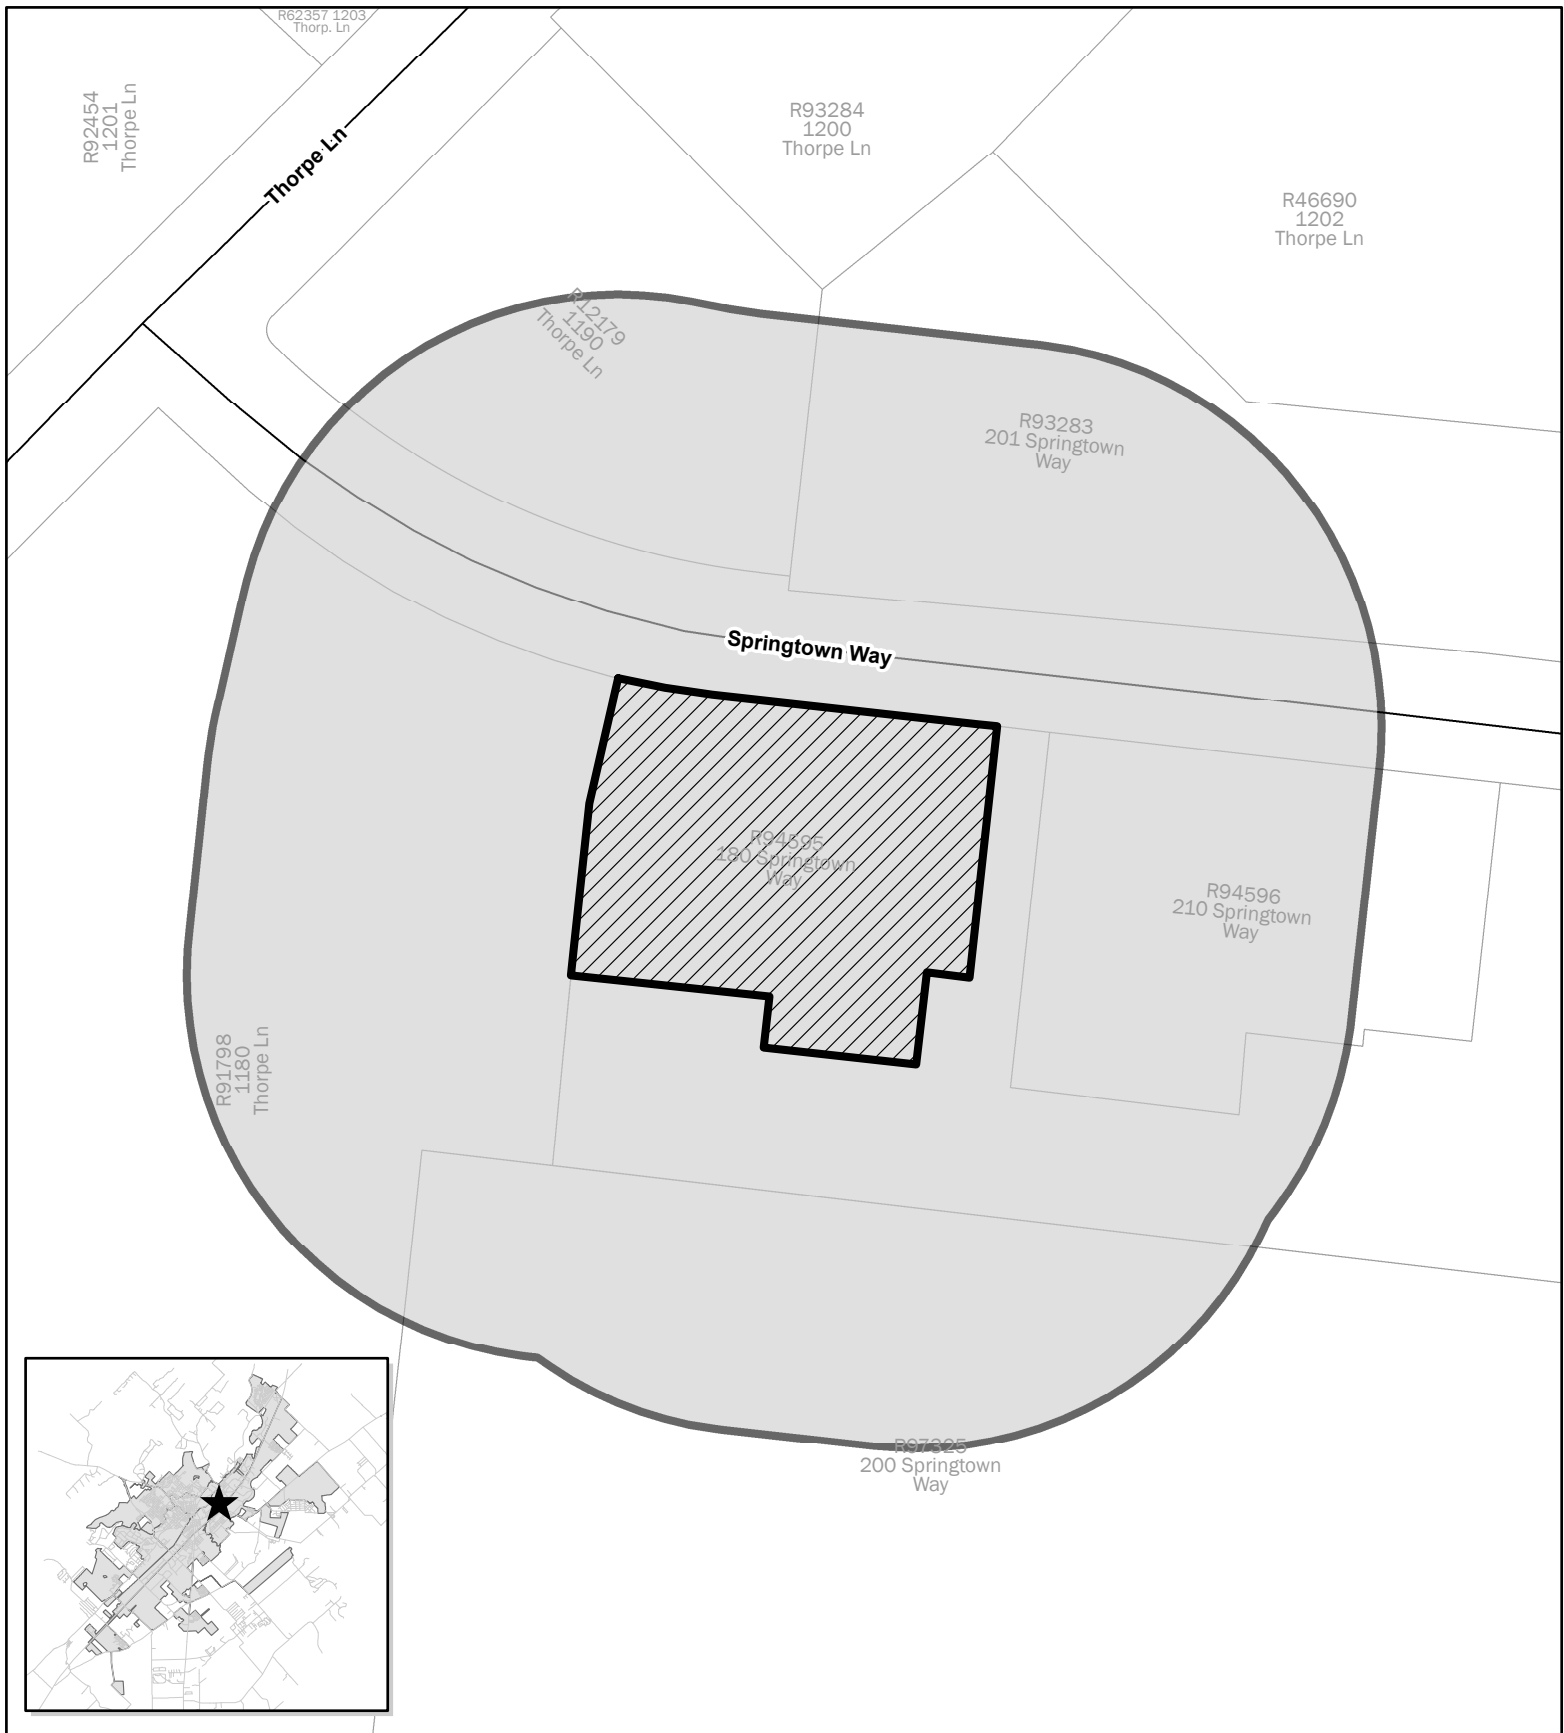 R62357 1203
Thorp. Ln
R92454
1201
Thorpe Ln
Thorpe Ln
R93284
1200
Thorpe Ln
R46690
1202
Thorpe Ln
R12179
1190
Thorpe Ln
R93283
201 Springtown
Way
Springtown Way
R94595
180 Springtown
Way
R94596
210 Springtown
Way
R91798
1180
Thorpe Ln
R97325
200 Springtown
Way